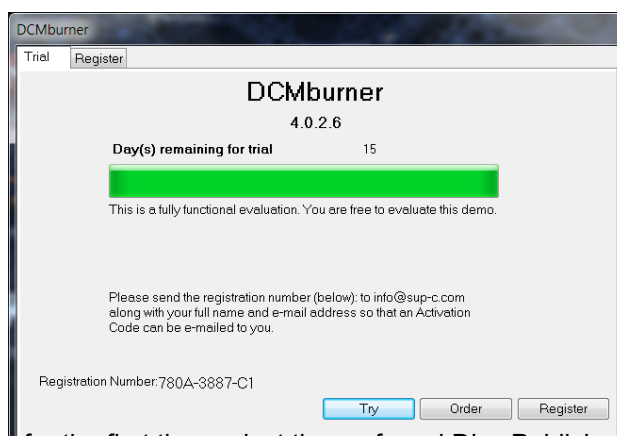 DCMburner
Trial Register
DCMburner
4.0.2.6
Day(s) remaining for trial 15
This is a fully functional evaluation. You are free to evaluate this demo.
Please send the registration number (below): to info@sup-c.com
along with your full name and e-mail address so that an Activation
Code can be e-mailed to you.
Registration Number:780A-3887-C1
Try Order Register